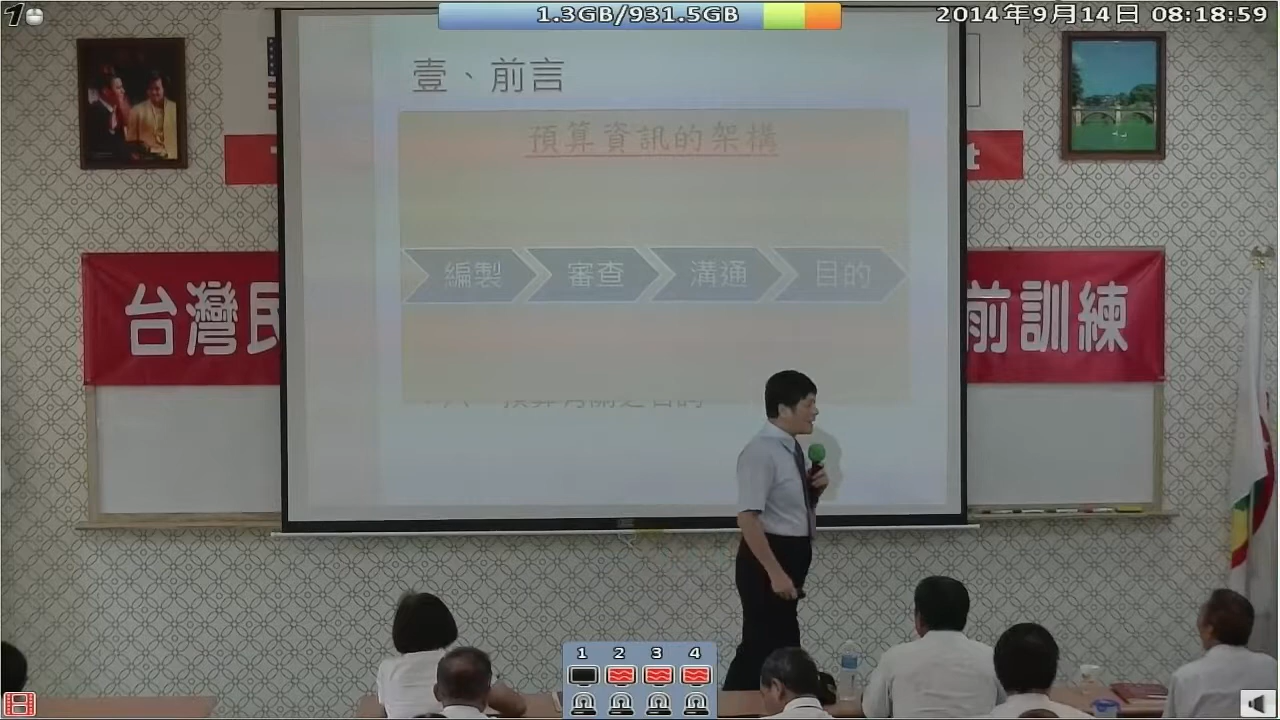 1
1.3GB/931.5GB
2014年9月14日 08:18:59
壹、前言
預算資訊的架構
t
編製
審查
溝通
目的
台灣民
前訓練
1 2 3 4